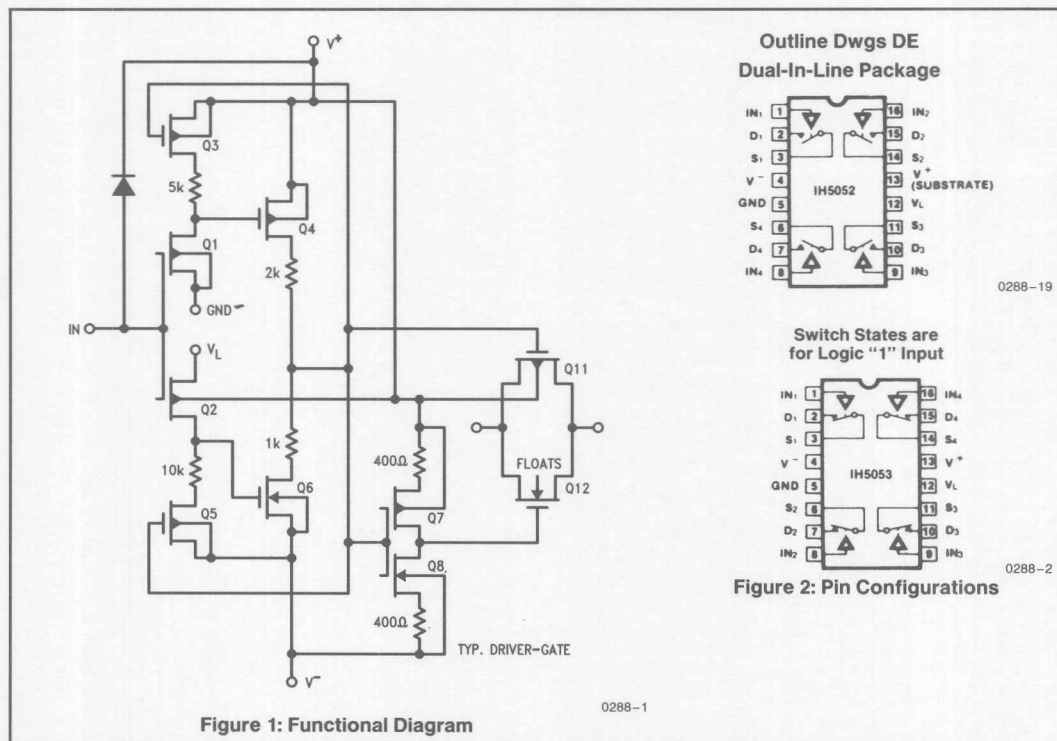 V+
Q3
5k
Q4
Q1
2k
GND-
IN
VL
Q11
Q2
1k
400Ω
FLOATS
10k
Q6
Q12
Q5
Q7
Q8
400Ω
TYP. DRIVER-GATE
V-
0288-1
Figure 1: Functional Diagram
Outline Dwgs DE
Dual-In-Line Package
IN1 1 16 IN2
D1 2 15 D2
S1 3 14 S2
V- 4 IH5052 13 V+ (SUBSTRATE)
GND 5 12 VL
S4 6 11 S3
D4 7 10 D3
IN4 8 9 IN3
0288-19
Switch States are
for Logic "1" Input
IN1 1 16 IN4
D1 2 15 D4
S1 3 14 S4
V- 4 IH5053 13 V+
GND 5 12 VL
S2 6 11 S3
D2 7 10 D3
IN2 8 9 IN3
0288-2
Figure 2: Pin Configurations